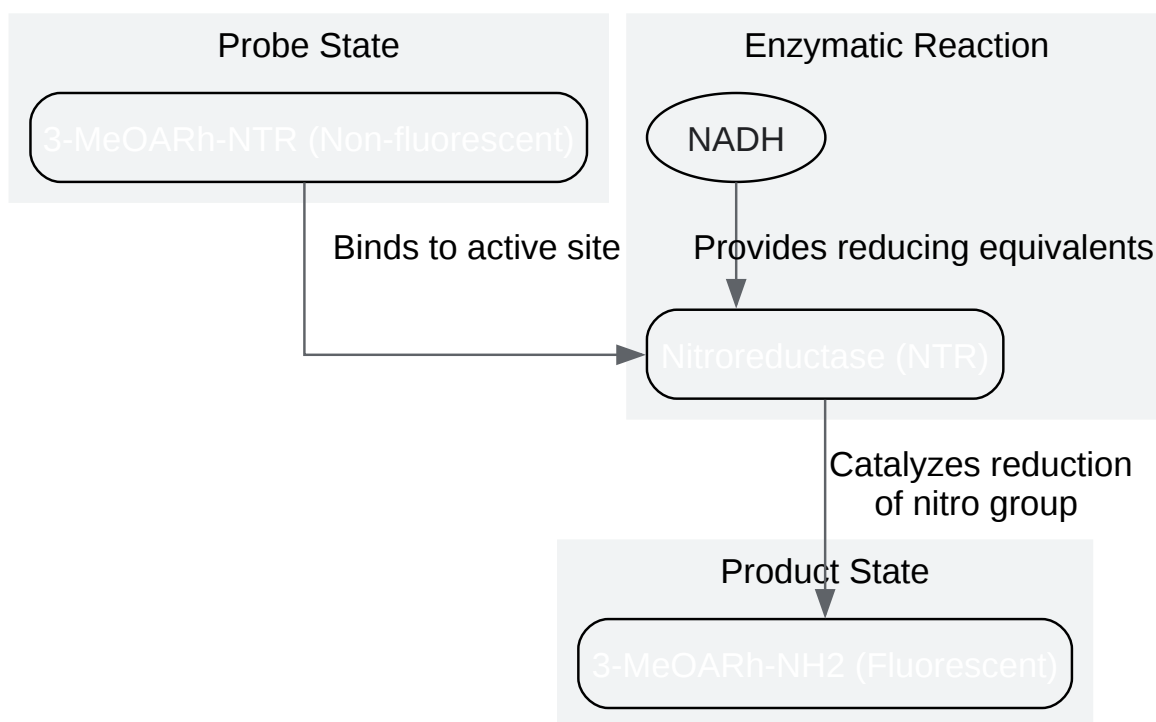 Probe State
Enzymatic Reaction
3-MeOARh-NTR (Non-fluorescent)
NADH
Binds to active site
Provides reducing equivalents
Nitroreductase (NTR)
Catalyzes reduction
of nitro group
Product State
3-MeOARh-NH2 (Fluorescent)